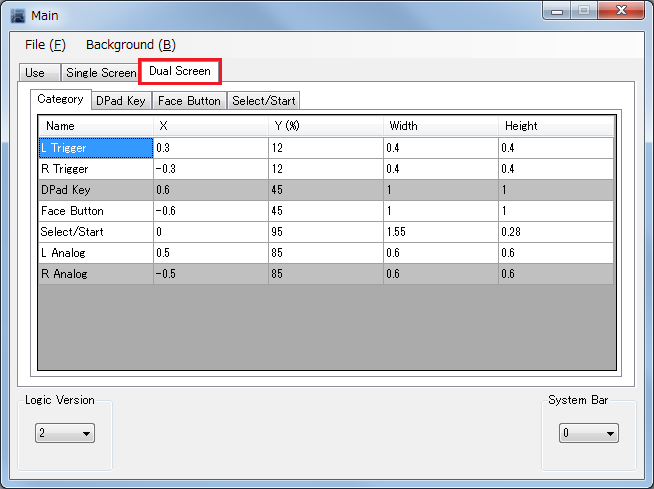 Main
File (F) Background (B)
Use Single Screen Dual Screen
Category DPad Key Face Button Select/Start
Name X Y (%) Width Height
L Trigger 0.3 12 0.4 0.4
R Trigger -0.3 12 0.4 0.4
DPad Key 0.6 45 1 1
Face Button -0.6 45 1 1
Select/Start 0 95 1.55 0.28
L Analog 0.5 85 0.6 0.6
R Analog -0.5 85 0.6 0.6
Logic Version System Bar
2 0